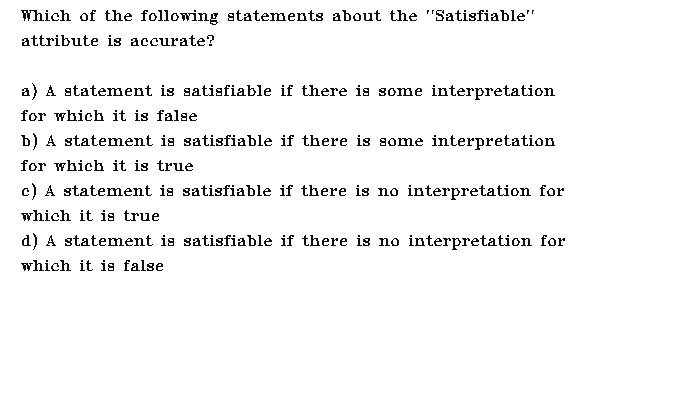 Which of the following statements about the "Satisfiable"
attribute is accurate?
a) A statement is satisfiable if there is some interpretation
for which it is false
b) A statement is satisfiable if there is some interpretation
for which it is true
c) A statement is satisfiable if there is no interpretation for
which it is true
d) A statement is satisfiable if there is no interpretation for
which it is false